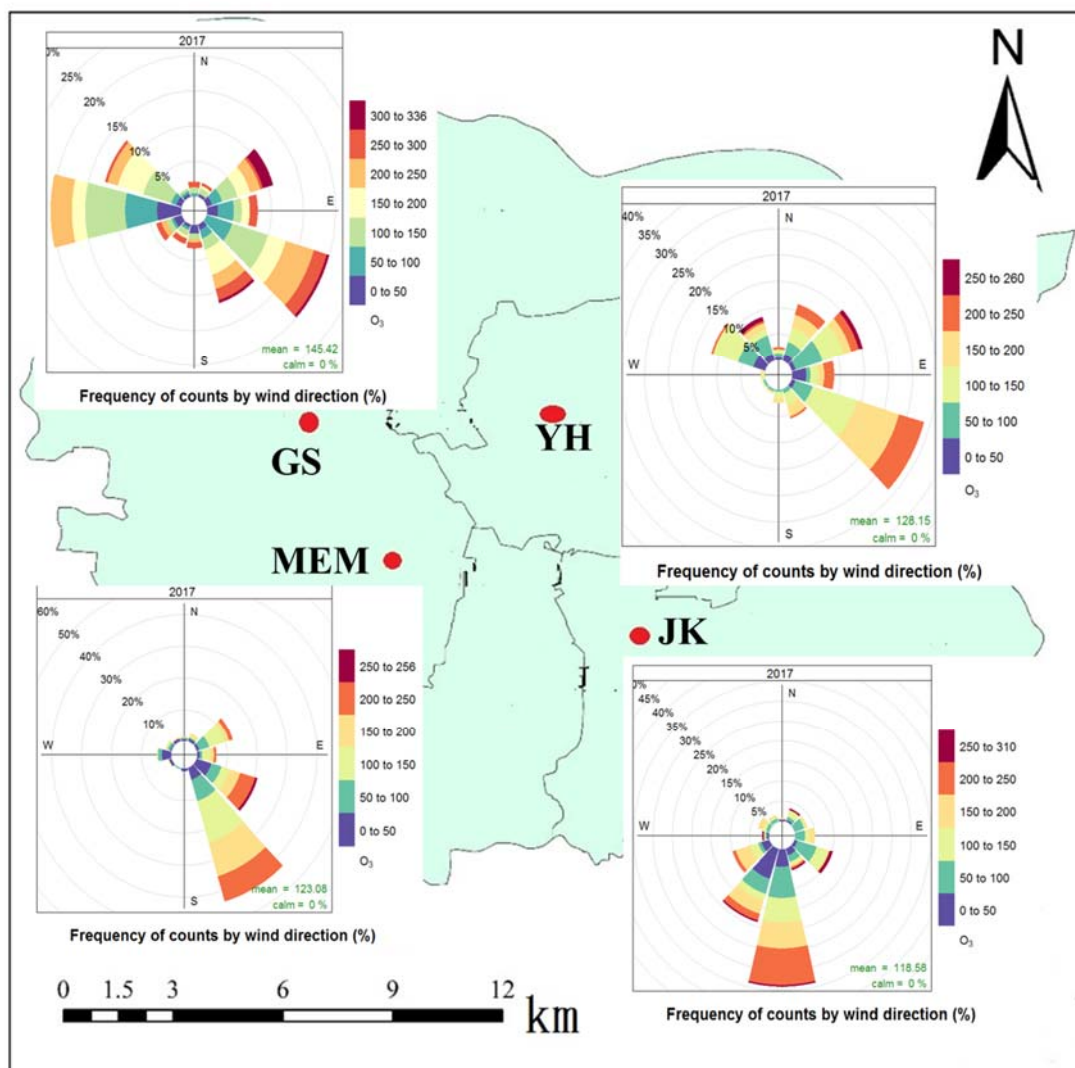 2017
N
25%
20%
15%
10%
5%
E
S
mean = 145.42
calm = 0 %
300 to 336
250 to 300
200 to 250
150 to 200
100 to 150
50 to 100
0 to 50
O3
Frequency of counts by wind direction (%)
N
2017
N
40%
35%
30%
25%
20%
15%
10%
5%
W
E
S
mean = 128.15
calm = 0 %
250 to 260
200 to 250
150 to 200
100 to 150
50 to 100
0 to 50
O3
Frequency of counts by wind direction (%)
GS
YH
MEM
JK
2017
N
60%
50%
40%
30%
20%
10%
W
E
S
mean = 123.08
calm = 0 %
250 to 256
200 to 250
150 to 200
100 to 150
50 to 100
0 to 50
O3
Frequency of counts by wind direction (%)
2017
N
45%
40%
35%
30%
25%
20%
15%
10%
5%
W
E
mean = 118.58
calm = 0 %
250 to 310
200 to 250
150 to 200
100 to 150
50 to 100
0 to 50
O3
Frequency of counts by wind direction (%)
0 1.5 3 6 9 12
km